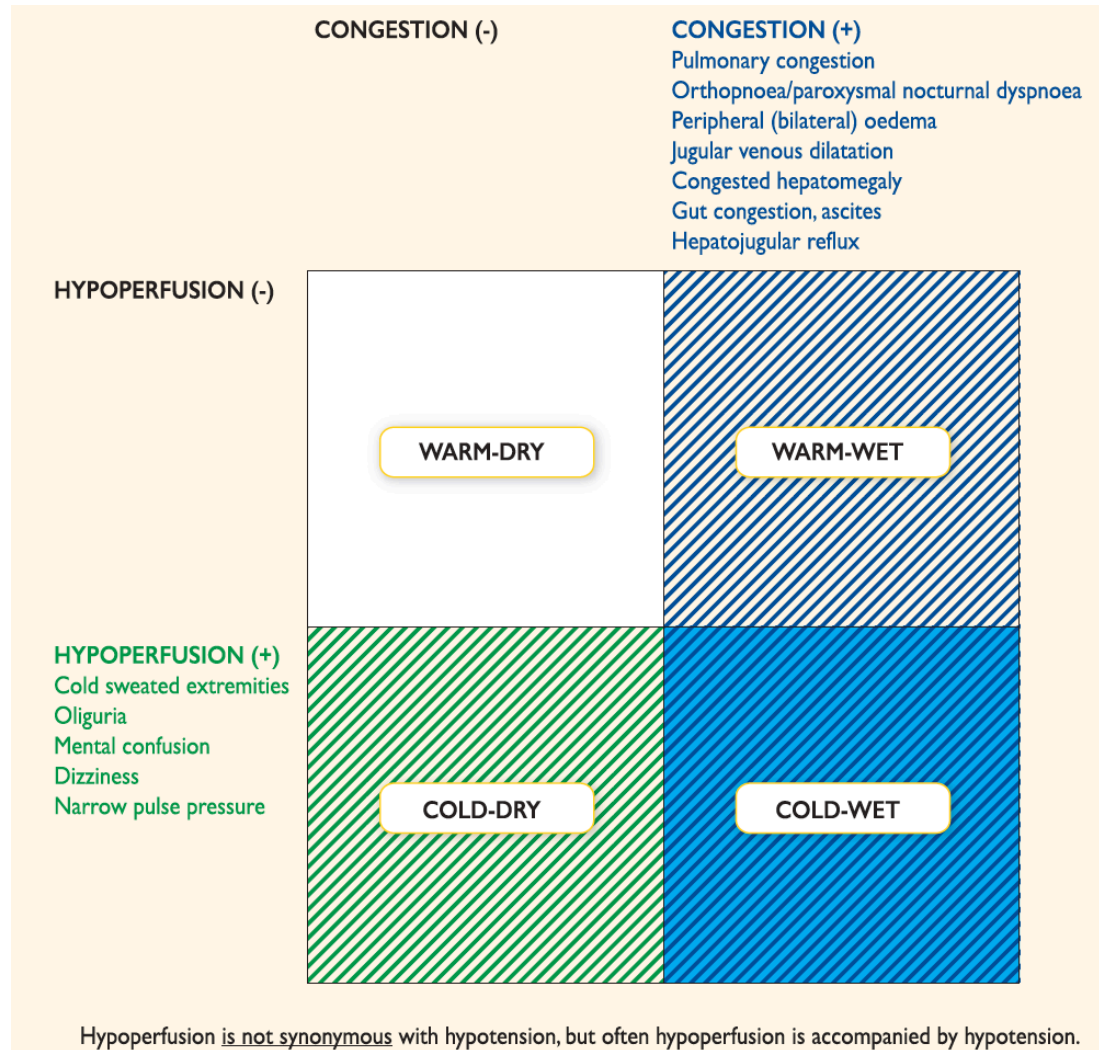 CONGESTION (-)
CONGESTION (+)
Pulmonary congestion
Orthopnoea/paroxysmal nocturnal dyspnoea
Peripheral (bilateral) oedema
Jugular venous dilatation
Congested hepatomegaly
Gut congestion, ascites
Hepatojugular reflux
HYPOPERFUSION (-)
WARM-DRY
WARM-WET
HYPOPERFUSION (+)
Cold sweated extremities
Oliguria
Mental confusion
Dizziness
Narrow pulse pressure
COLD-DRY
COLD-WET
Hypoperfusion is not synonymous with hypotension, but often hypoperfusion is accompanied by hypotension.